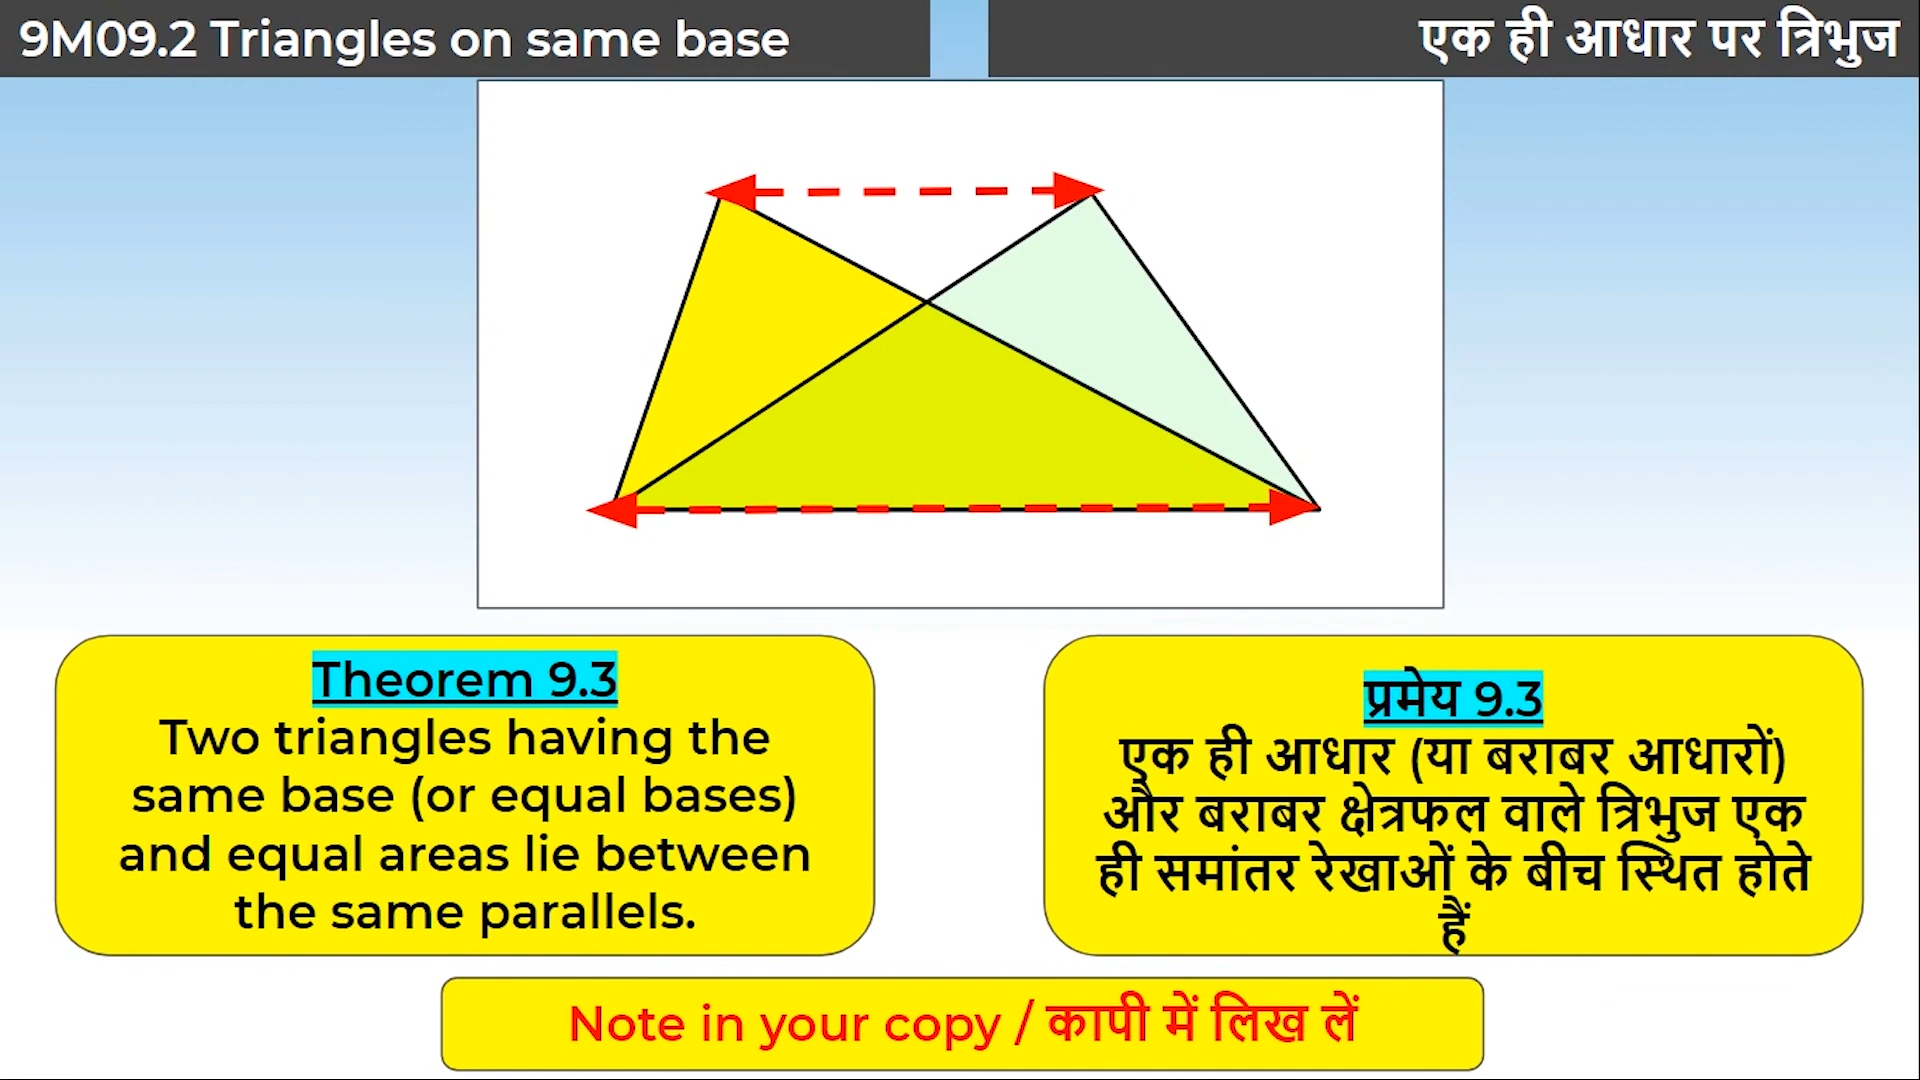 9M09.2 Triangles on same base
एक ही आधार पर त्रिभुज
Theorem 9.3
Two triangles having the
same base (or equal bases)
and equal areas lie between
the same parallels.
प्रमेय 9.3
एक ही आधार (या बराबर आधारों)
और बराबर क्षेत्रफल वाले त्रिभुज एक
ही समांतर रेखाओं के बीच स्थित होते
हैं
Note in your copy / कापी में लिख लें